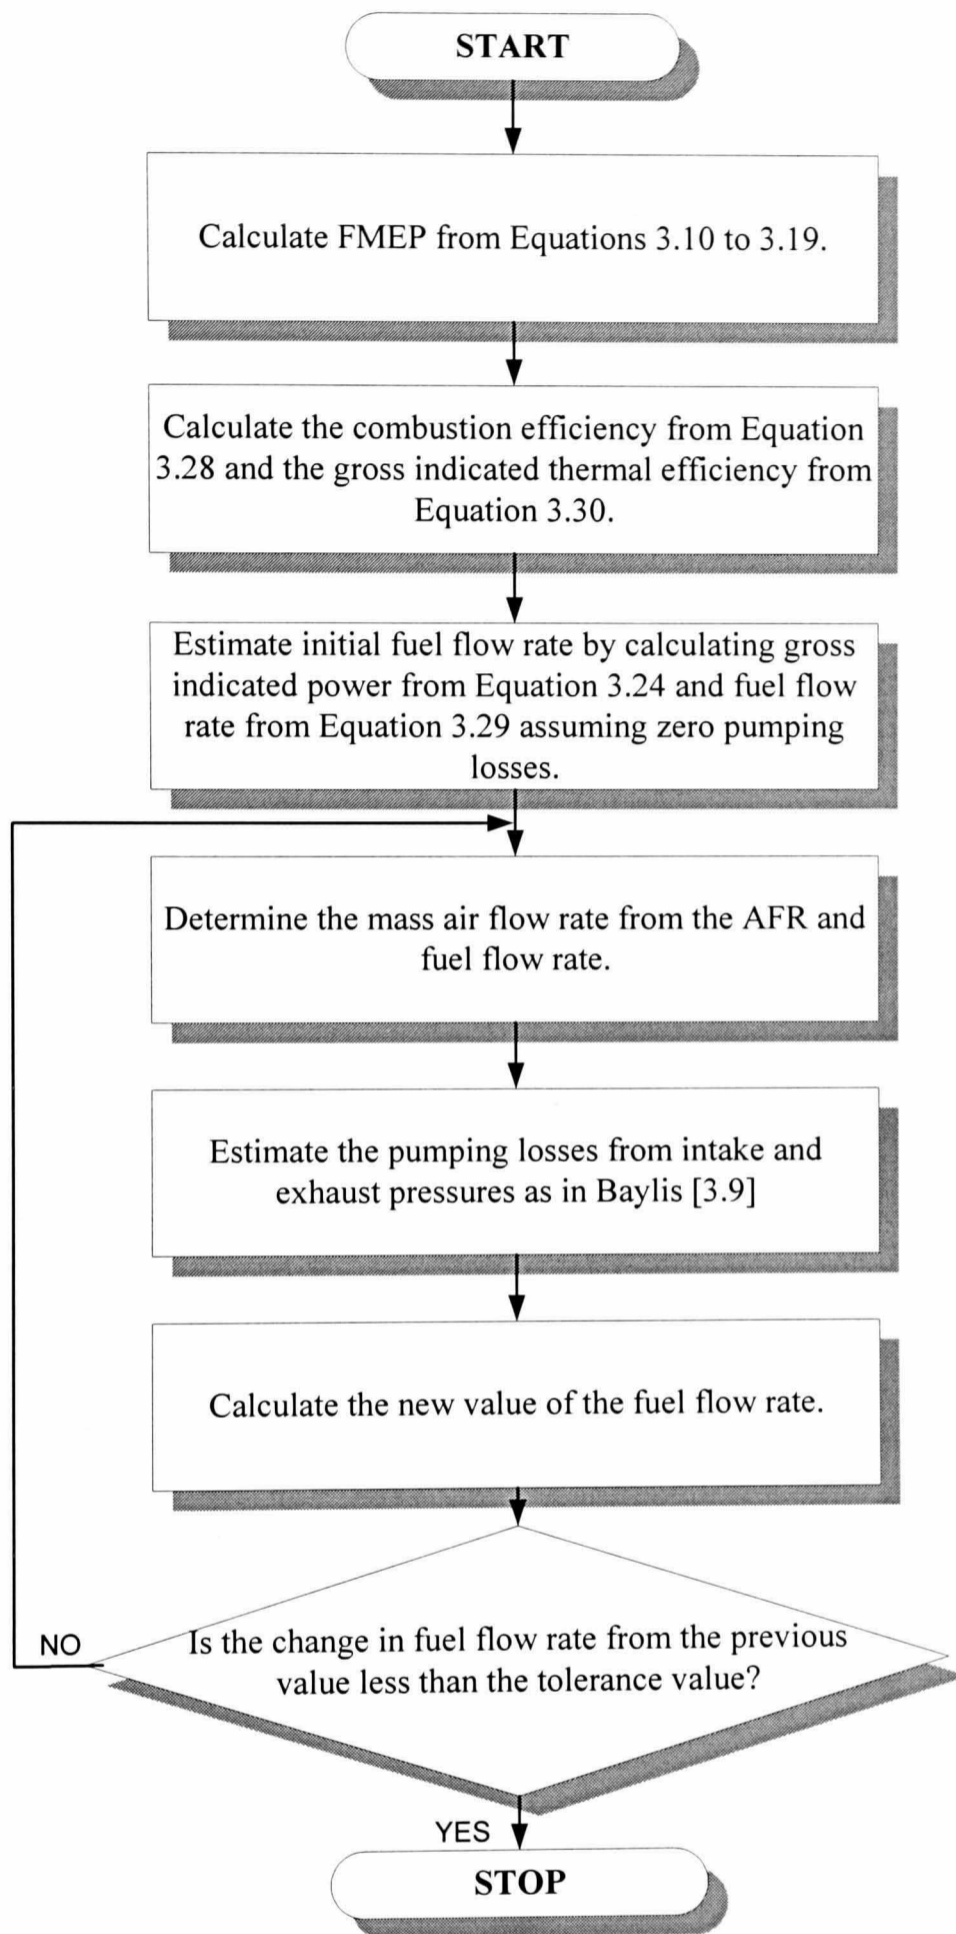 START
Calculate FMEP from Equations 3.10 to 3.19.
Calculate the combustion efficiency from Equation
3.28 and the gross indicated thermal efficiency from
Equation 3.30.
Estimate initial fuel flow rate by calculating gross
indicated power from Equation 3.24 and fuel flow
rate from Equation 3.29 assuming zero pumping
losses.
Determine the mass air flow rate from the AFR and
fuel flow rate.
Estimate the pumping losses from intake and
exhaust pressures as in Baylis [3.9]
Calculate the new value of the fuel flow rate.
NO
Is the change in fuel flow rate from the previous
value less than the tolerance value?
YES
STOP